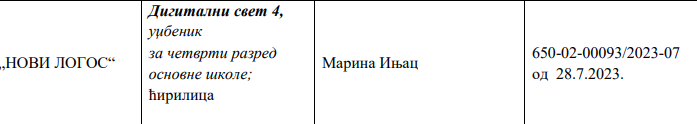 „НОВИ ЛОГОС“
Дигитални свет 4,
уџбеник
за четврти разред
основне школе;
ћирилица
Марина Ињац
650-02-00093/2023-07
од 28.7.2023.